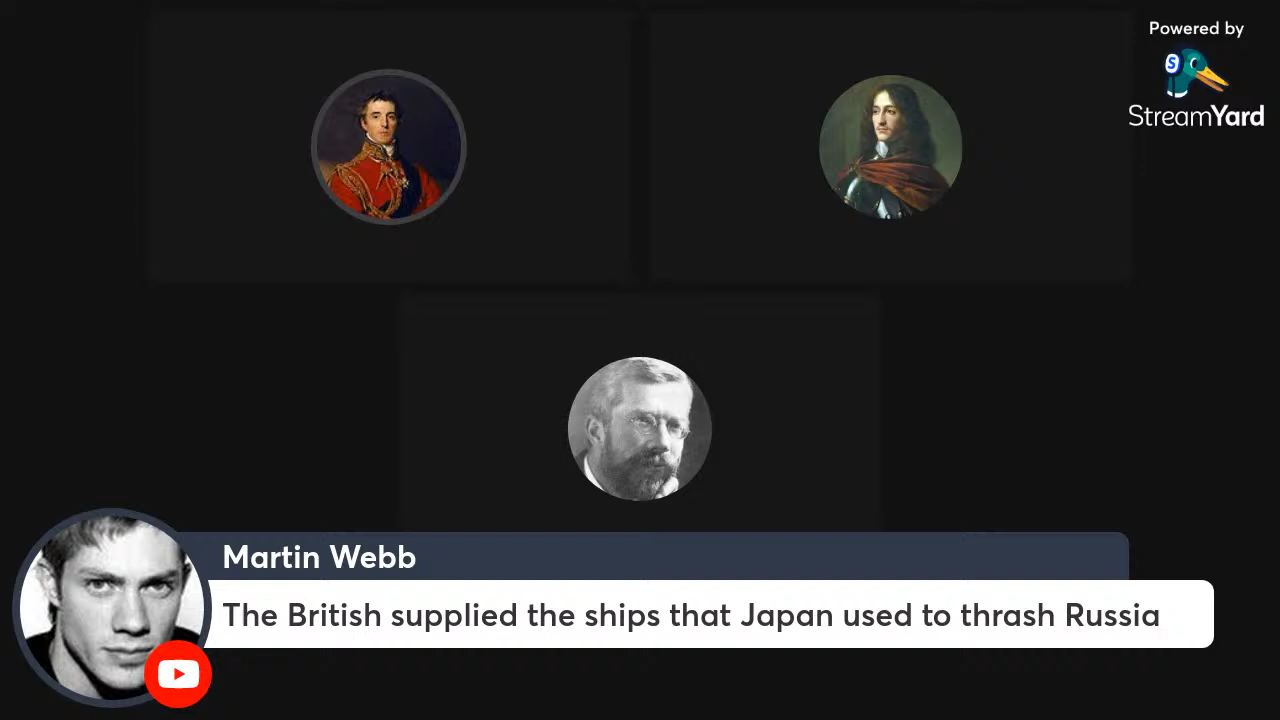 Powered by
S
StreamYard
Martin Webb
The British supplied the ships that Japan used to thrash Russia